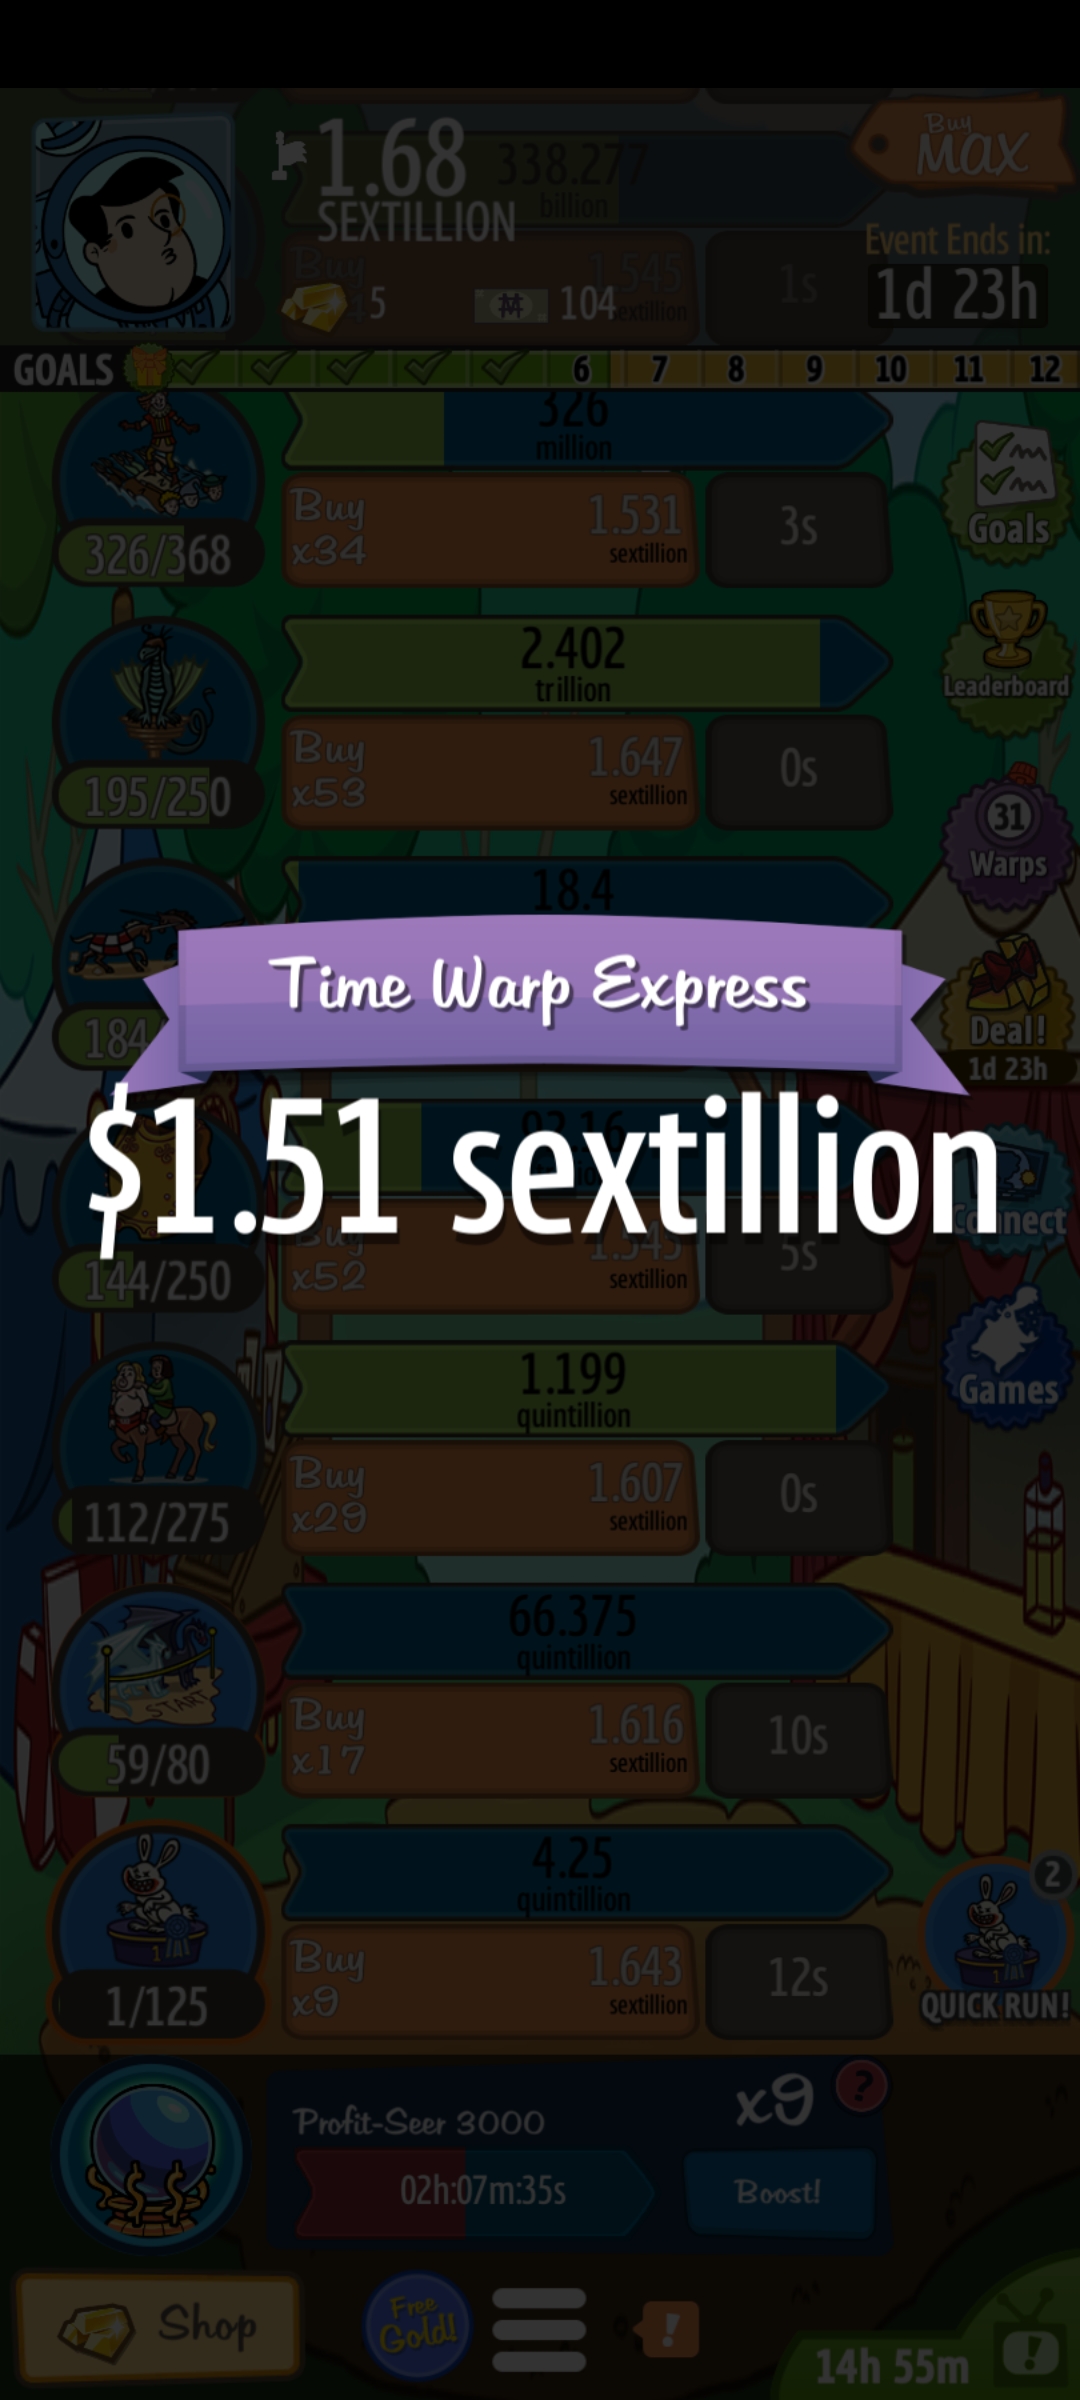 Buy
MAX
1.68
SEXTILLION
338.277
billion
Event Ends in:
1d 23h
Buy
1.545
sextillion
1s
5
104
GOALS
6 7 8 9 10 11 12
326
million
326/368
Buy
x34
1.531
sextillion
3s
Goals
2.402
trillion
195/250
Buy
x53
1.647
sextillion
0s
Leaderboard
31
Warps
18.4
184
Time Warp Express
Deal!
1d 23h
$1.51 sextillion
92.16
144/250
Buy
x52
1.545
sextillion
5s
Connect
1.199
quintillion
112/275
Buy
x29
1.607
sextillion
0s
Games
66.375
quintillion
START
59/80
Buy
x17
1.616
sextillion
10s
4.25
quintillion
1
1/125
Buy
x9
1.643
sextillion
12s
2
1
QUICK RUN!
Profit-Seer 3000
x9
?
02h:07m:35s
Boost!
Shop
Free
Gold!
!
14h 55m
!